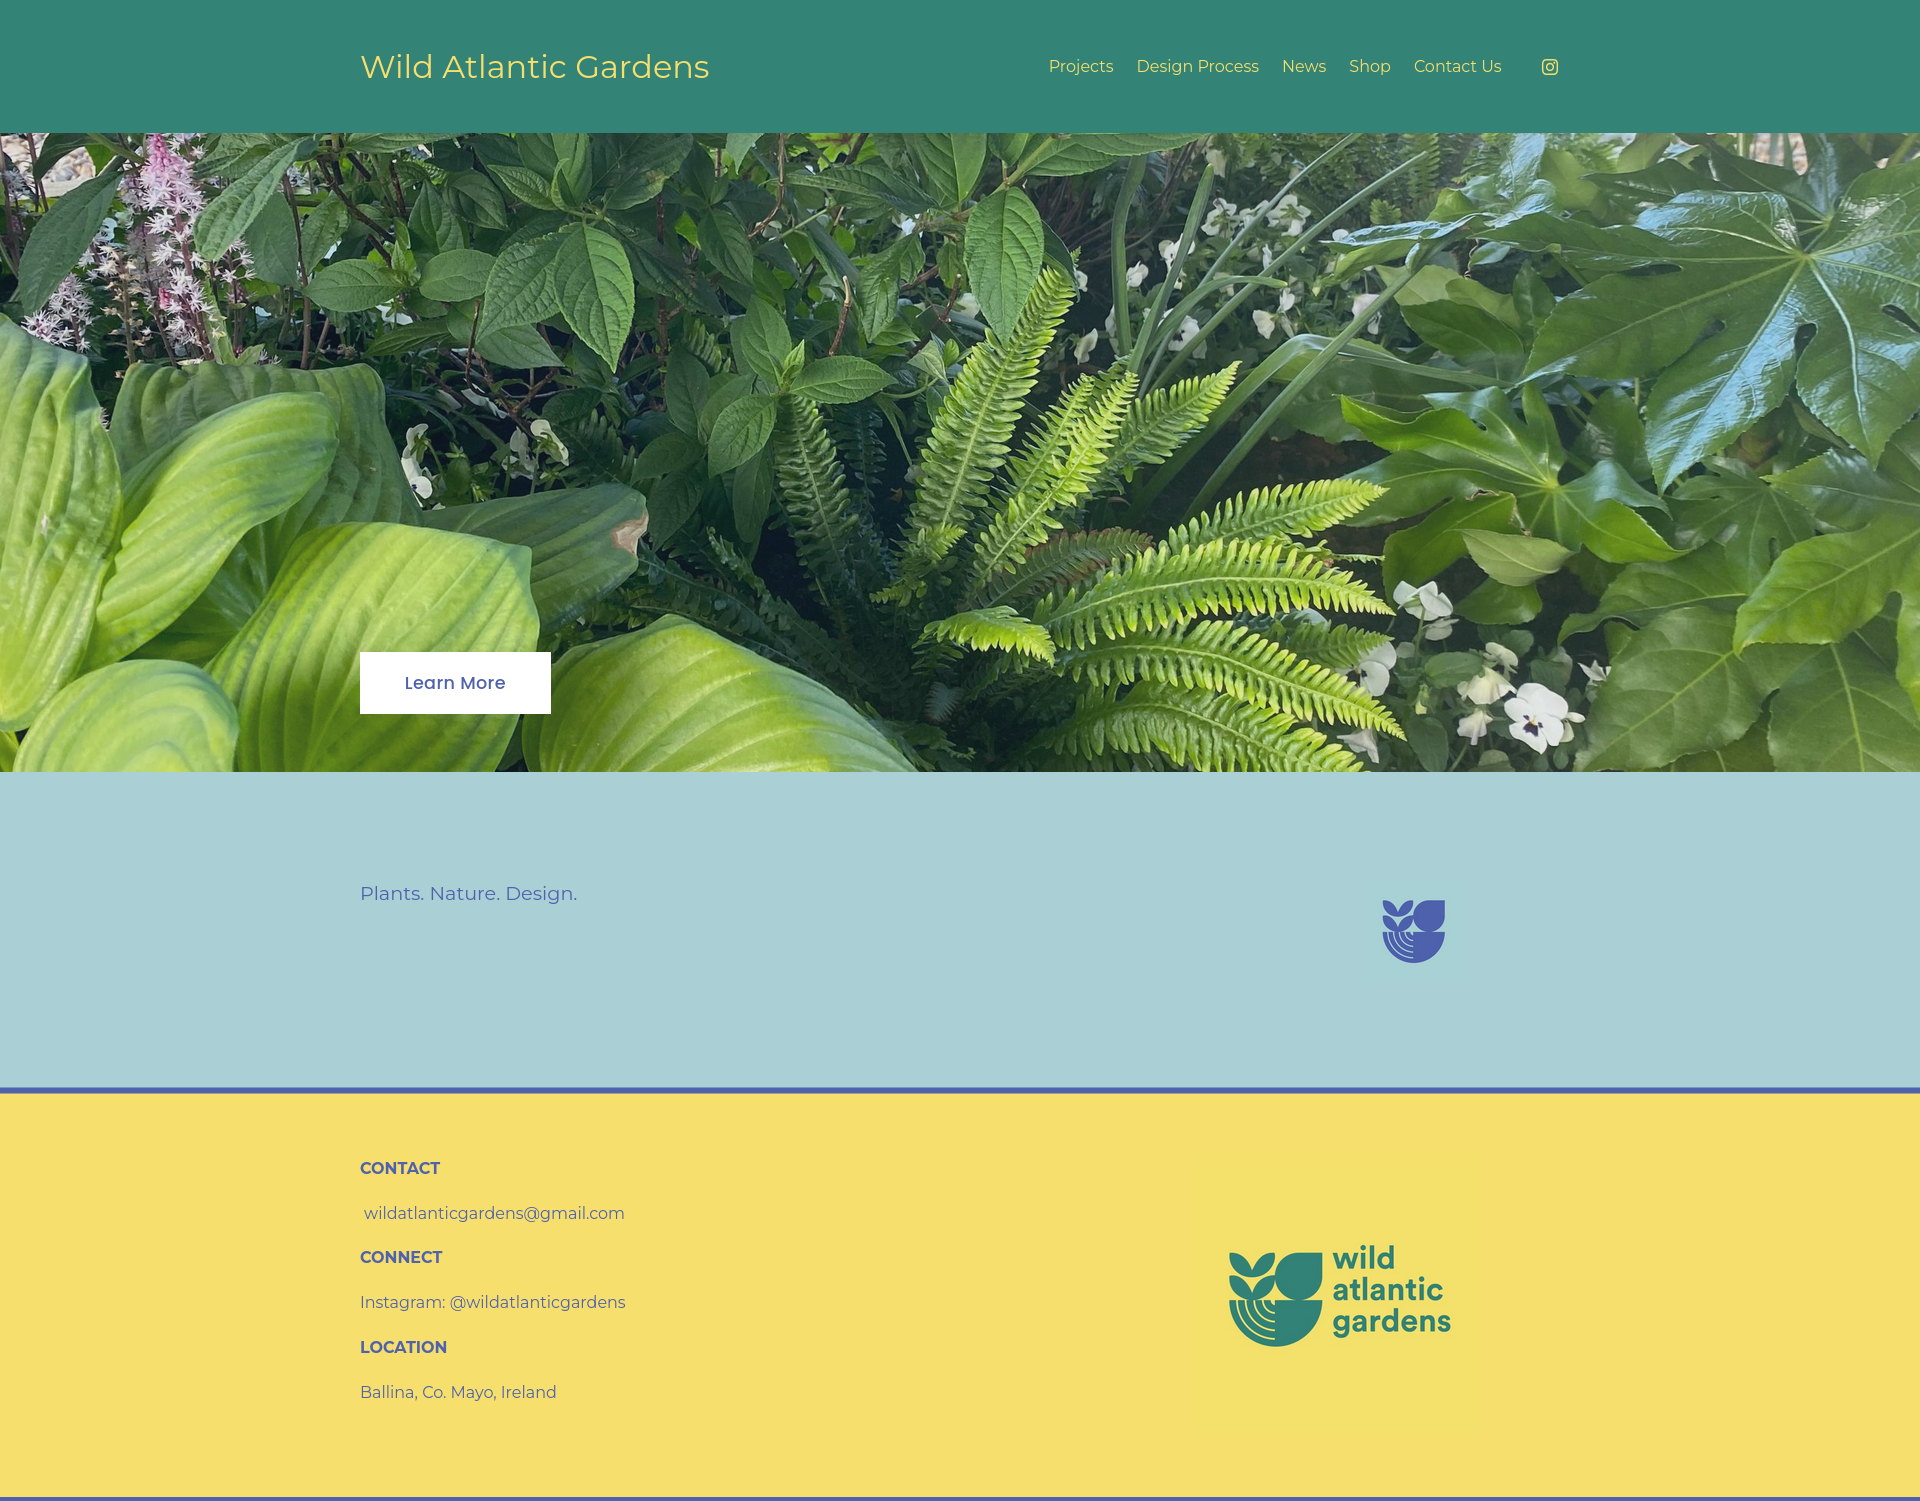 Wild Atlantic Gardens
Projects Design Process News Shop Contact Us
Learn More
Plants. Nature. Design.
CONTACT
wildatlanticgardens@gmail.com
CONNECT
Instagram: @wildatlanticgardens
LOCATION
Ballina, Co. Mayo, Ireland
wild
atlantic
gardens